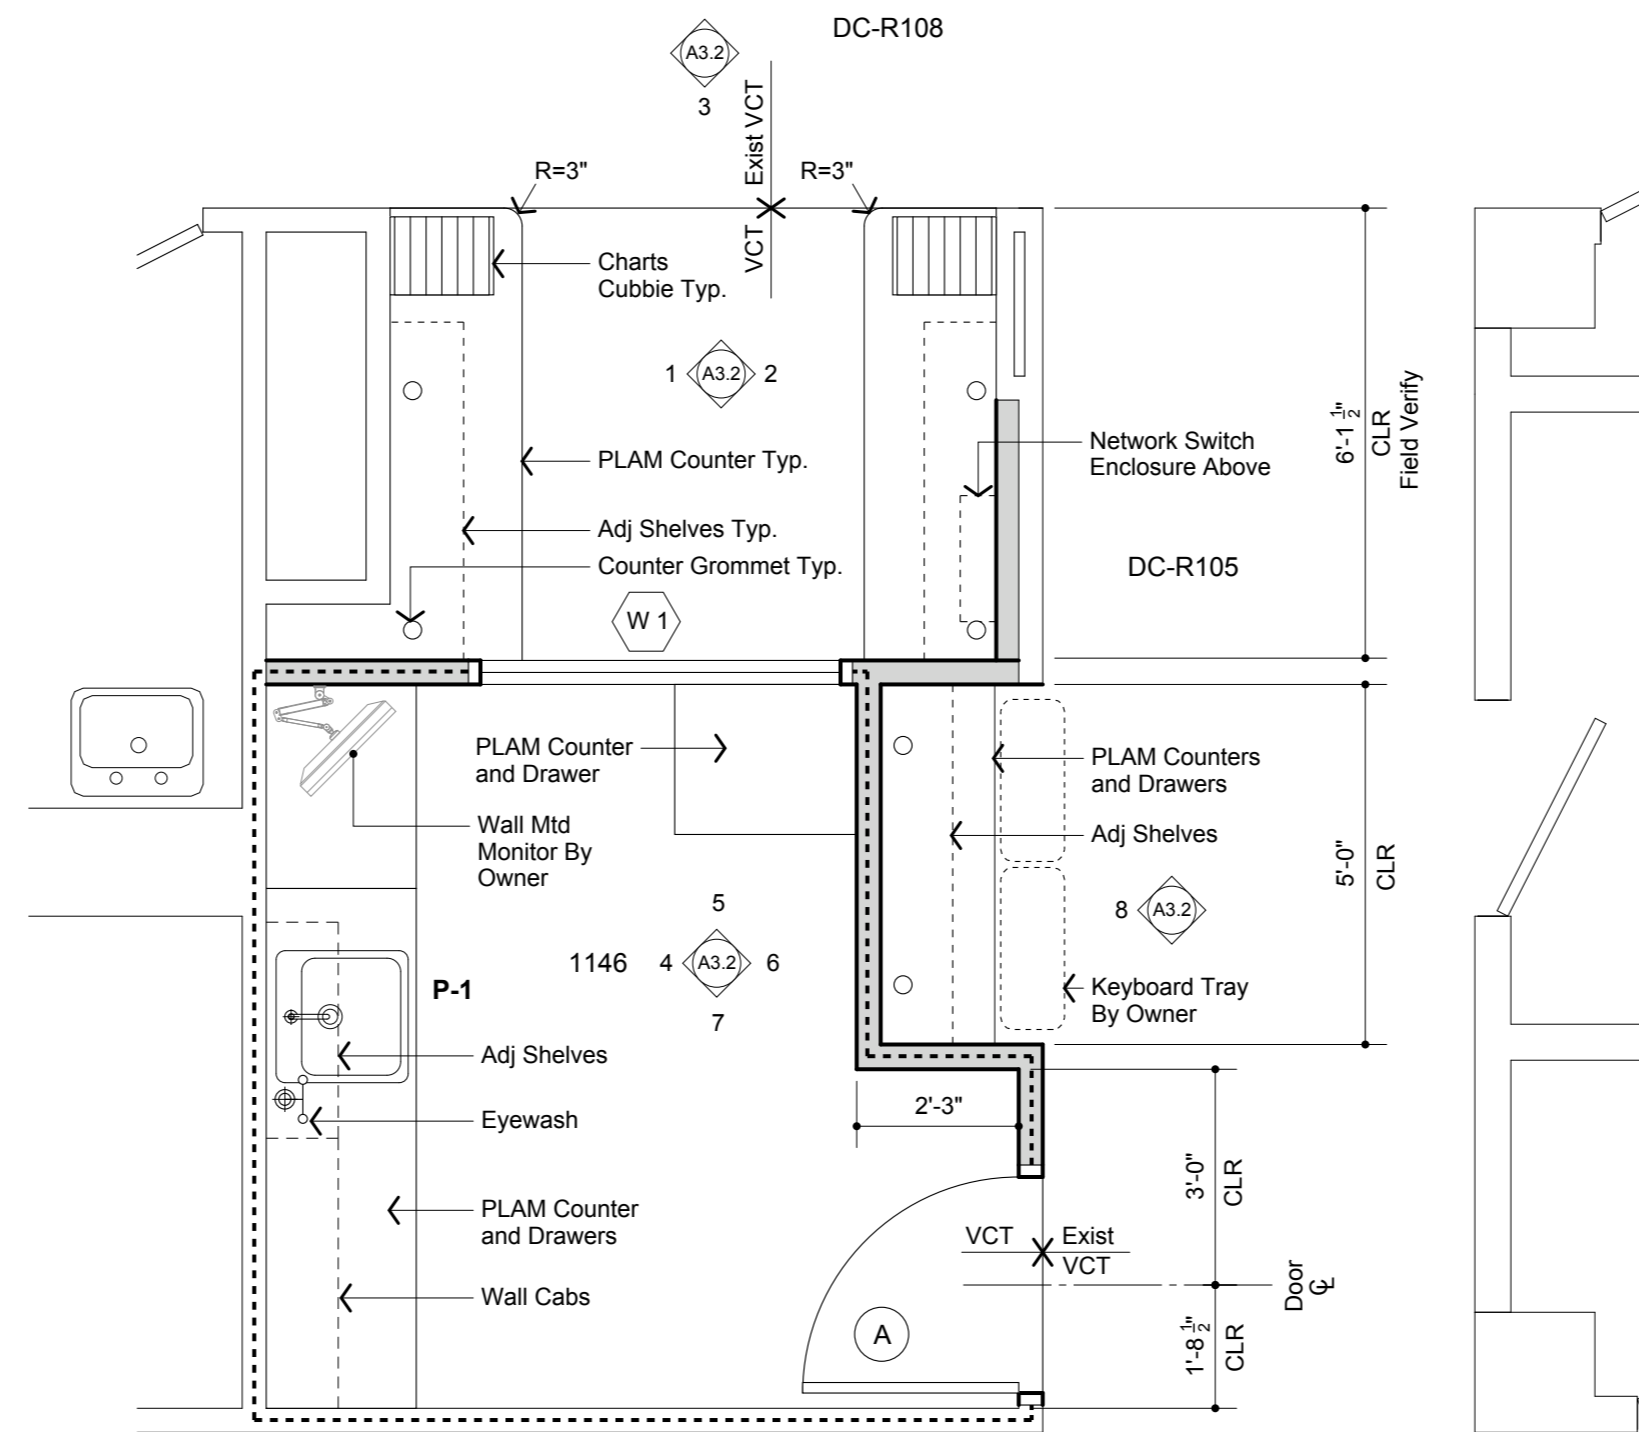 DC-R108
A3.2
3
Exist VCT
VCT
R=3"
R=3"
Charts
Cubbie Typ.
1 A3.2 2
PLAM Counter Typ.
Network Switch
Enclosure Above
6'-1 1/2"
CLR
Field Verify
Adj Shelves Typ.
Counter Grommet Typ.
DC-R105
W 1
PLAM Counter
and Drawer
PLAM Counters
and Drawers
Wall Mtd
Monitor By
Owner
Adj Shelves
5'-0"
CLR
5
1146 4 A3.2 6
7
8 A3.2
P-1
Keyboard Tray
By Owner
Adj Shelves
Eyewash
2'-3"
3'-0"
CLR
PLAM Counter
and Drawers
VCT Exist
VCT
Door
CL
Wall Cabs
A
1'-8 1/2"
CLR